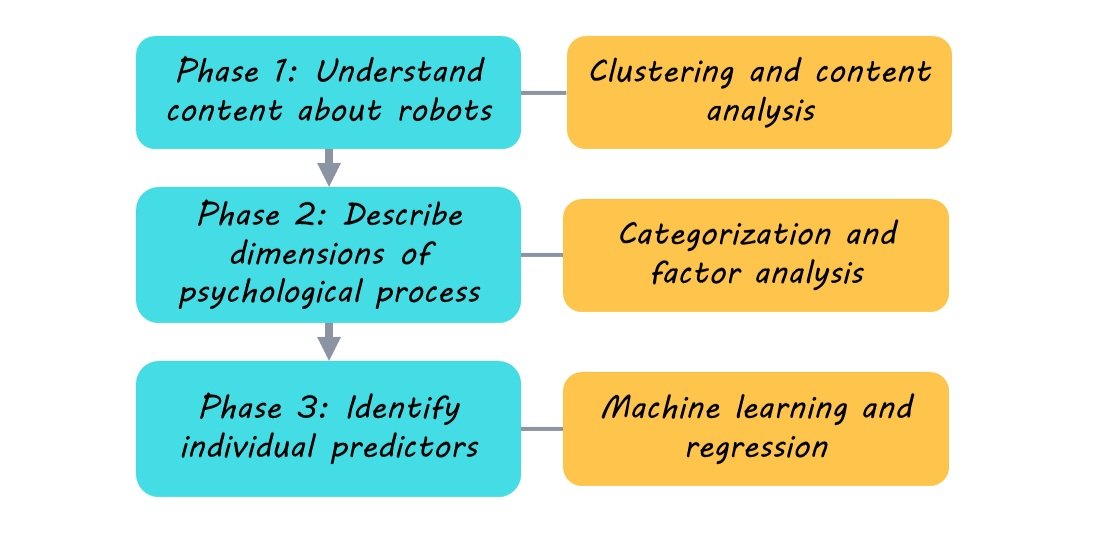 Phase 1: Understand
content about robots
Clustering and content
analysis
Phase 2: Describe
dimensions of
psychological process
Categorization and
factor analysis
Phase 3: Identify
individual predictors
Machine learning and
regression